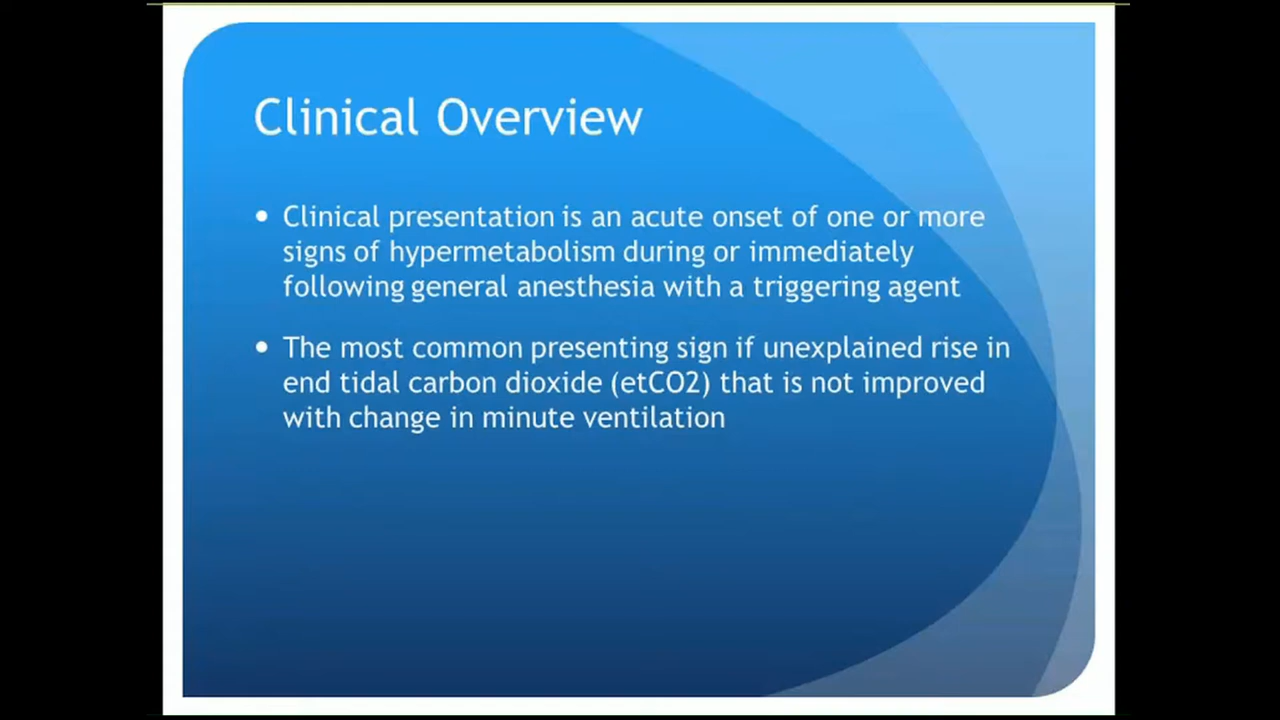 Clinical Overview
• Clinical presentation is an acute onset of one or more
signs of hypermetabolism during or immediately
following general anesthesia with a triggering agent
• The most common presenting sign if unexplained rise in
end tidal carbon dioxide (etCO2) that is not improved
with change in minute ventilation